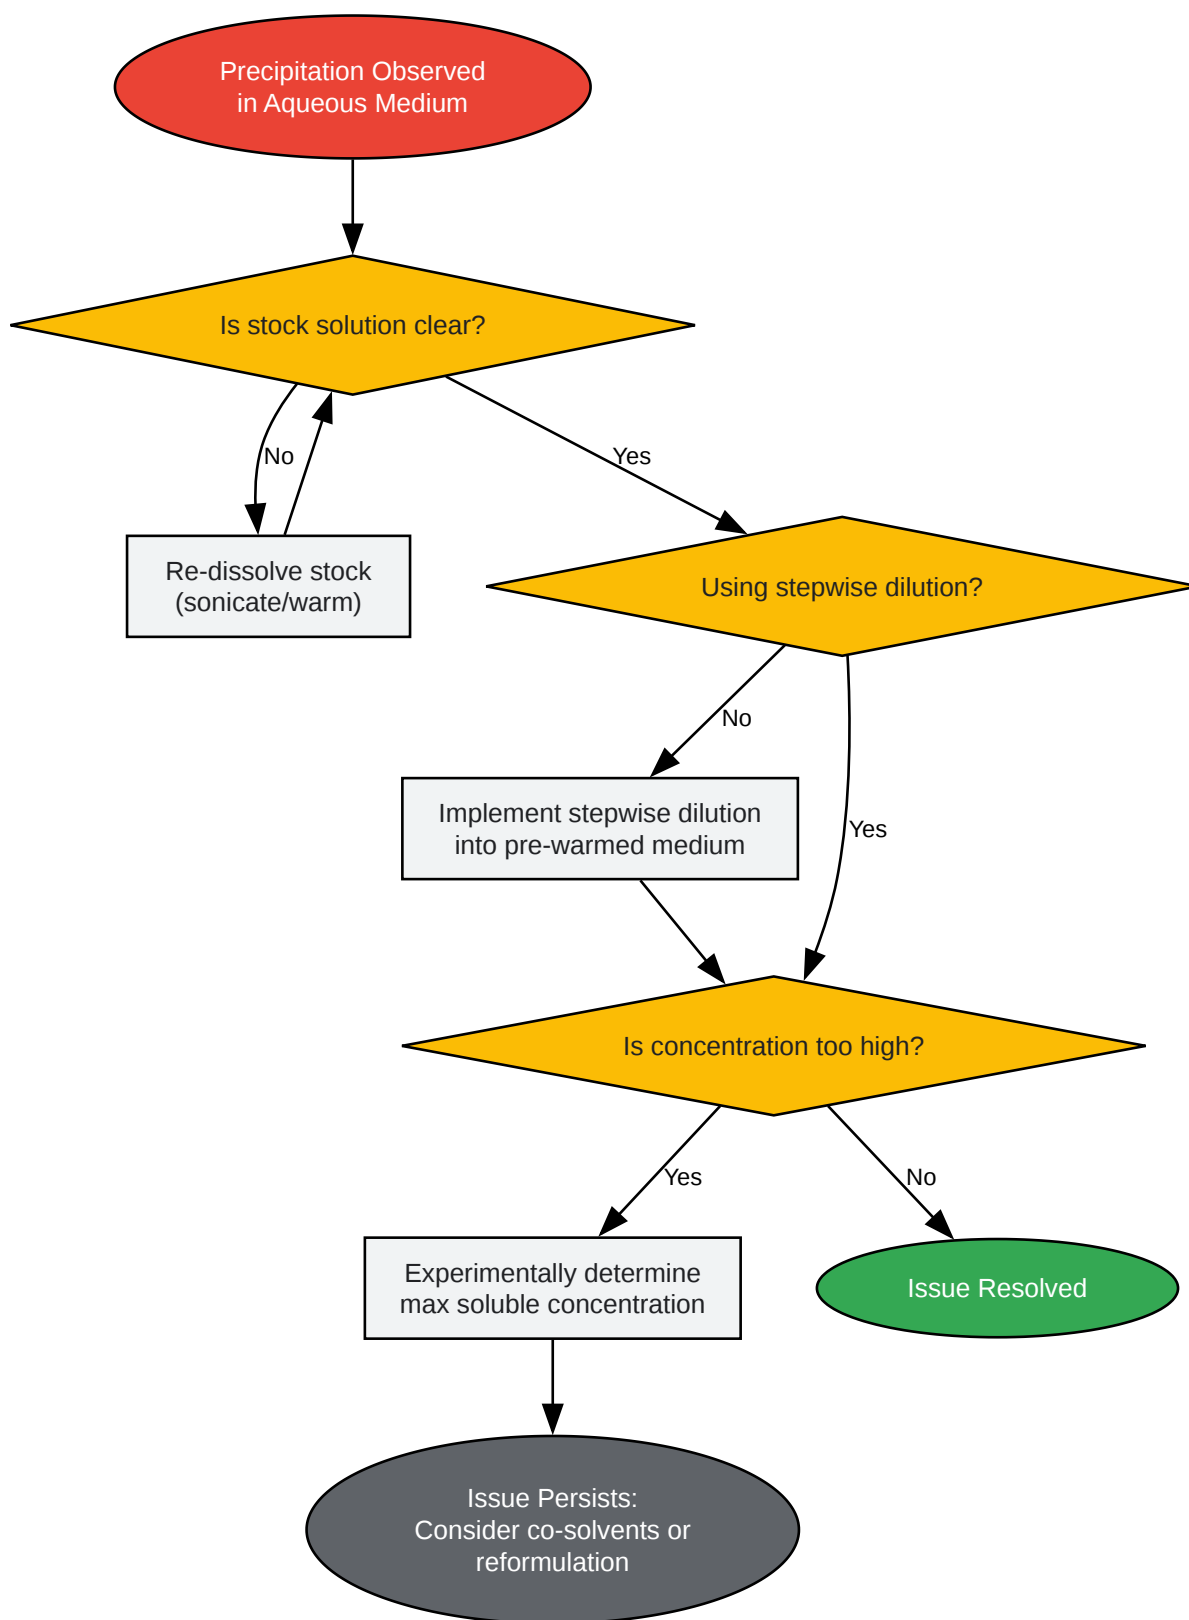 Precipitation Observed
in Aqueous Medium
Is stock solution clear?
No
Yes
Re-dissolve stock
(sonicate/warm)
Using stepwise dilution?
No
Implement stepwise dilution
into pre-warmed medium
Yes
Is concentration too high?
Yes
No
Experimentally determine
max soluble concentration
Issue Resolved
Issue Persists:
Consider co-solvents or
reformulation